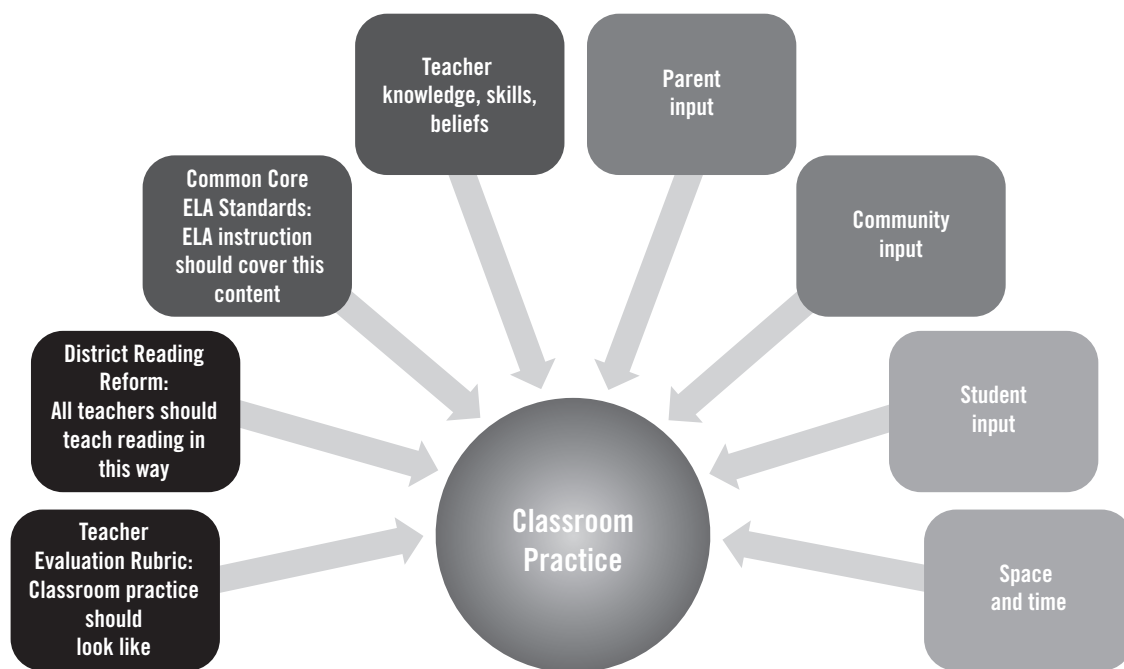 Teacher
knowledge, skills,
beliefs
Parent
input
Common Core
ELA Standards:
ELA instruction
should cover this
content
Community
input
District Reading
Reform:
All teachers should
teach reading in
this way
Student
input
Teacher
Evaluation Rubric:
Classroom practice
should
look like
Classroom
Practice
Space
and time